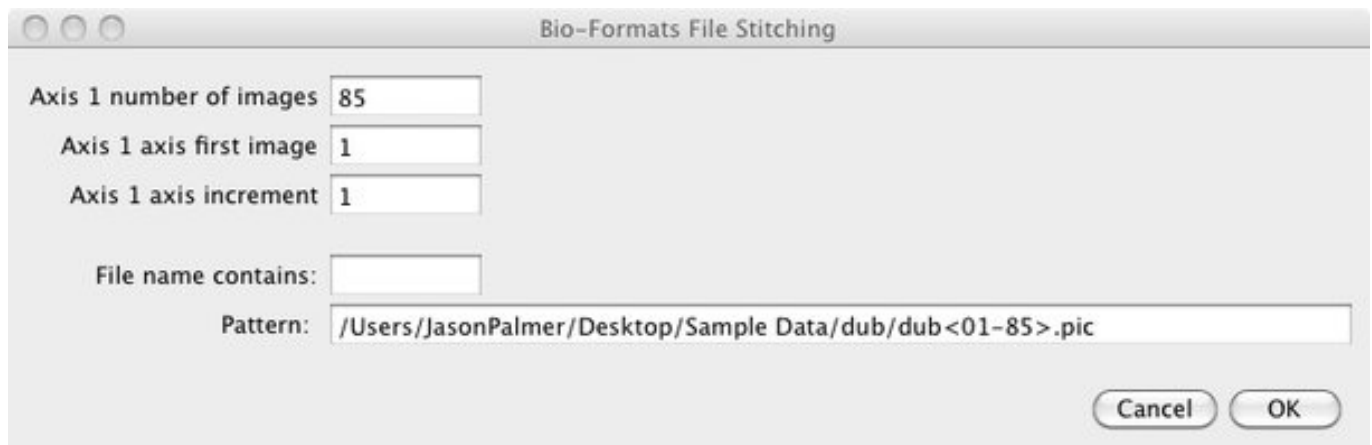 Bio-Formats File Stitching
Axis 1 number of images 85
Axis 1 axis first image 1
Axis 1 axis increment 1
File name contains:
Pattern: /Users/JasonPalmer/Desktop/Sample Data/dub/dub<01-85>.pic
Cancel OK